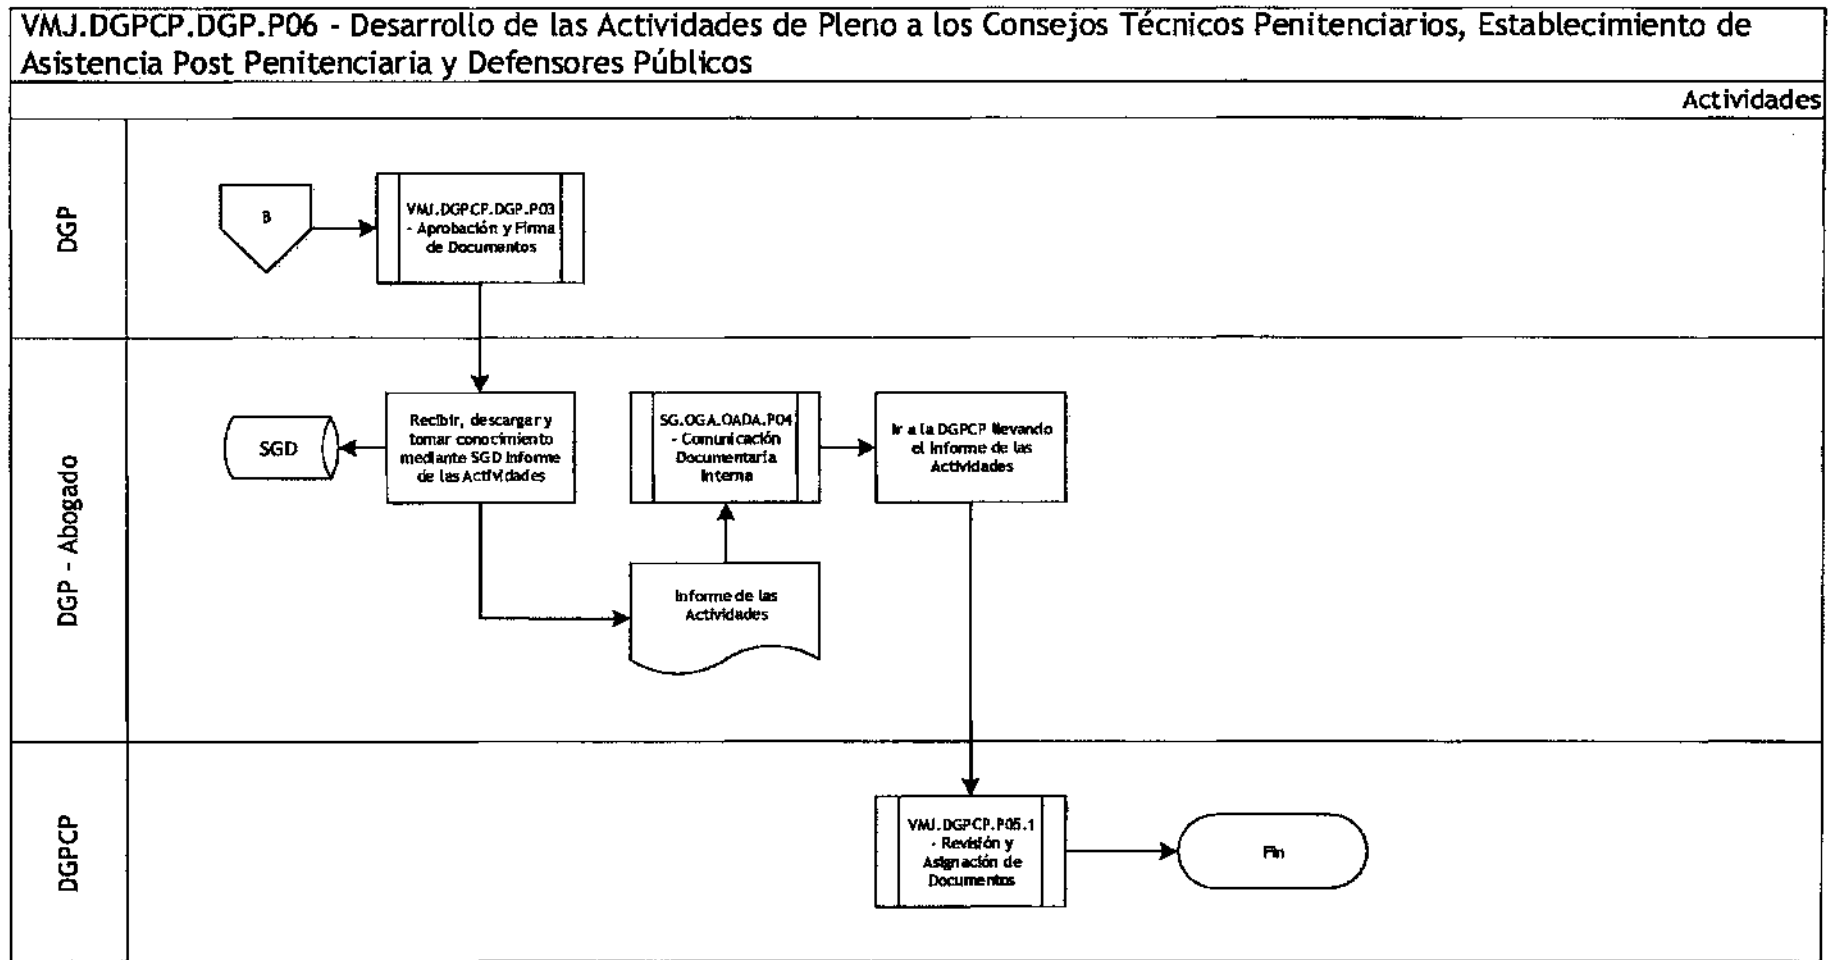 VMJ.DGPCP.DGP.P06 - Desarrollo de las Actividades de Pleno a los Consejos Técnicos Penitenciarios, Establecimiento de
Asistencia Post Penitenciaria y Defensores Públicos
Actividades
DGP
B
VMJ.DGPCP.DGP.P03
- Aprobación y Firma
de Documentos
DGP - Abogado
SGD
Recibir, descargar y
tomar conocimiento
mediante SGD Informe
de las Actividades
SG.OGA.OADA.P04
- Comunicación
Documentaria
Interna
Ir a la DGPCP llevando
el Informe de las
Actividades
Informe de las
Actividades
DGPCP
VMJ.DGPCP.P05.1
- Revisión y
Asignación de
Documentos
Fin